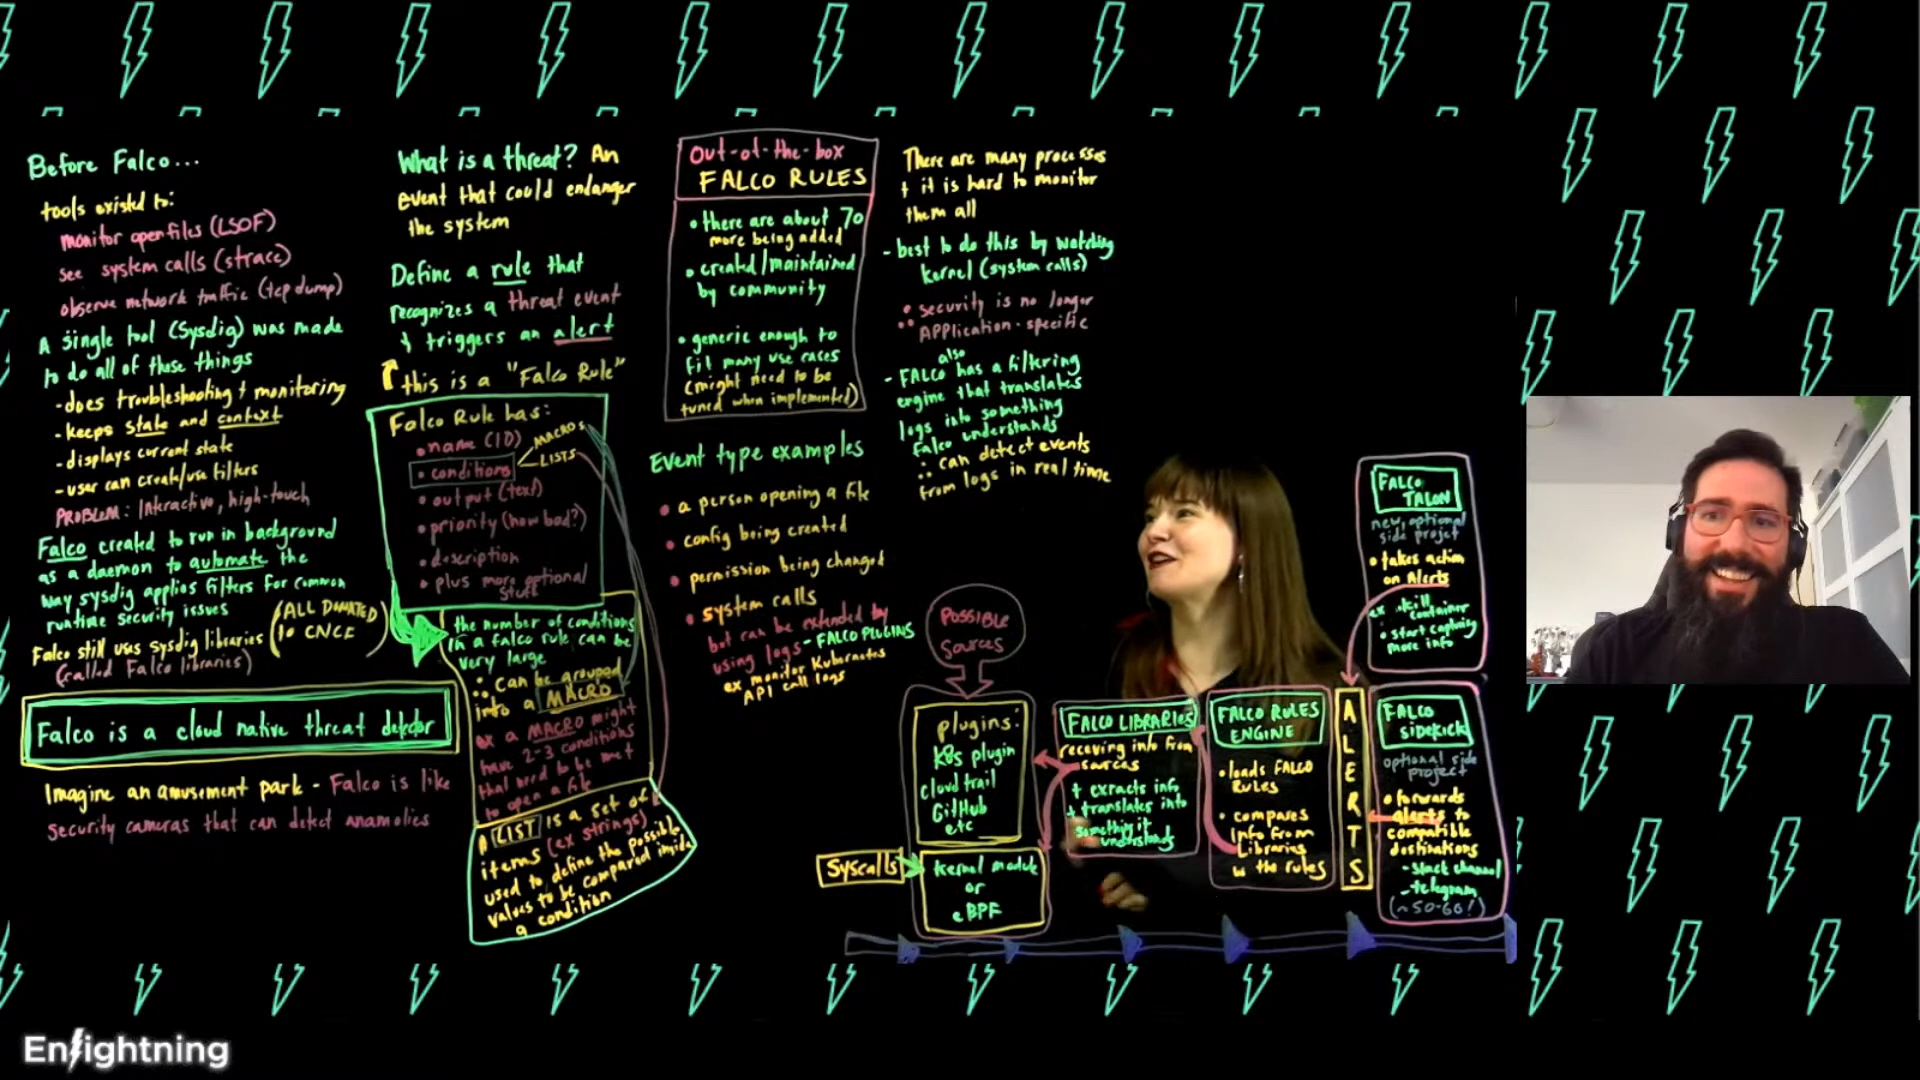 Before Falco...
tools existed to:
monitor open files (LSOF)
see system calls (strace)
observe network traffic (tcp dump)
A single tool (Sysdig) was made
to do all of these things
- does troubleshooting + monitoring
- keeps state and context
- displays current state
- user can create/use filters
PROBLEM: Interactive, high-touch
Falco created to run in background
as a daemon to automate the
way sysdig applies filters for common
runtime security issues
(ALL DONATED
to CNCF)
Falco still uses sysdig libraries
(called Falco libraries)
Falco is a cloud native threat detector
Imagine an amusement park - Falco is like
security cameras that can detect anamolies
What is a threat? An
event that could endanger
the system
Define a rule that
recognizes a threat event
+ triggers an alert
this is a "Falco Rule"
Falco Rule has:
• name (ID)
• conditions
MACROS
LISTS
• output (text)
• priority (how bad?)
• description
• plus more optional
stuff
the number of conditions
in a falco rule can be
very large
∴ can be grouped
into a MACRO
ex a MACRO might
have 2-3 conditions
that need to be met
to open a file
A LIST is a set of
items (ex strings)
used to define the possible
values to be compared inside
a condition
Out-of-the-box
FALCO RULES
• there are about 70
more being added
• created/maintained
by community
• generic enough to
fit many use cases
(might need to be
tuned when implemented)
Event type examples
• a person opening a file
• config being created
• permission being changed
• system calls
but can be extended by
using logs - FALCO PLUGINS
ex monitor Kubernetes
API call logs
There are many processes
+ it is hard to monitor
them all
- best to do this by watching
kernel (system calls)
security is no longer
APPlication-specific
also
- FALCO has a filtering
engine that translates
logs into something
Falco understands
∴ can detect events
from logs in real time
POSSIBLE
Sources
plugins:
k8s plugin
cloud trail
GitHub
etc
Syscalls
kernel module
or
eBPF
FALCO LIBRARIES
receving info from
sources
+ exracts info
+ translates into
something it
understands
FALCO RULES
ENGINE
• loads FALCO
RULES
• compares
info from
Libraries
w the rules
ALERTS
FALCO
TALON
new, optional
side projet
• takes action
on Alerts
ex kill
container
• start capturing
more info
FALCO
SIDEKICK
optional side
project
• forwards
alerts to
compatible
destinations
- slack channel
- telegram
(~50-60!)
Enlightning